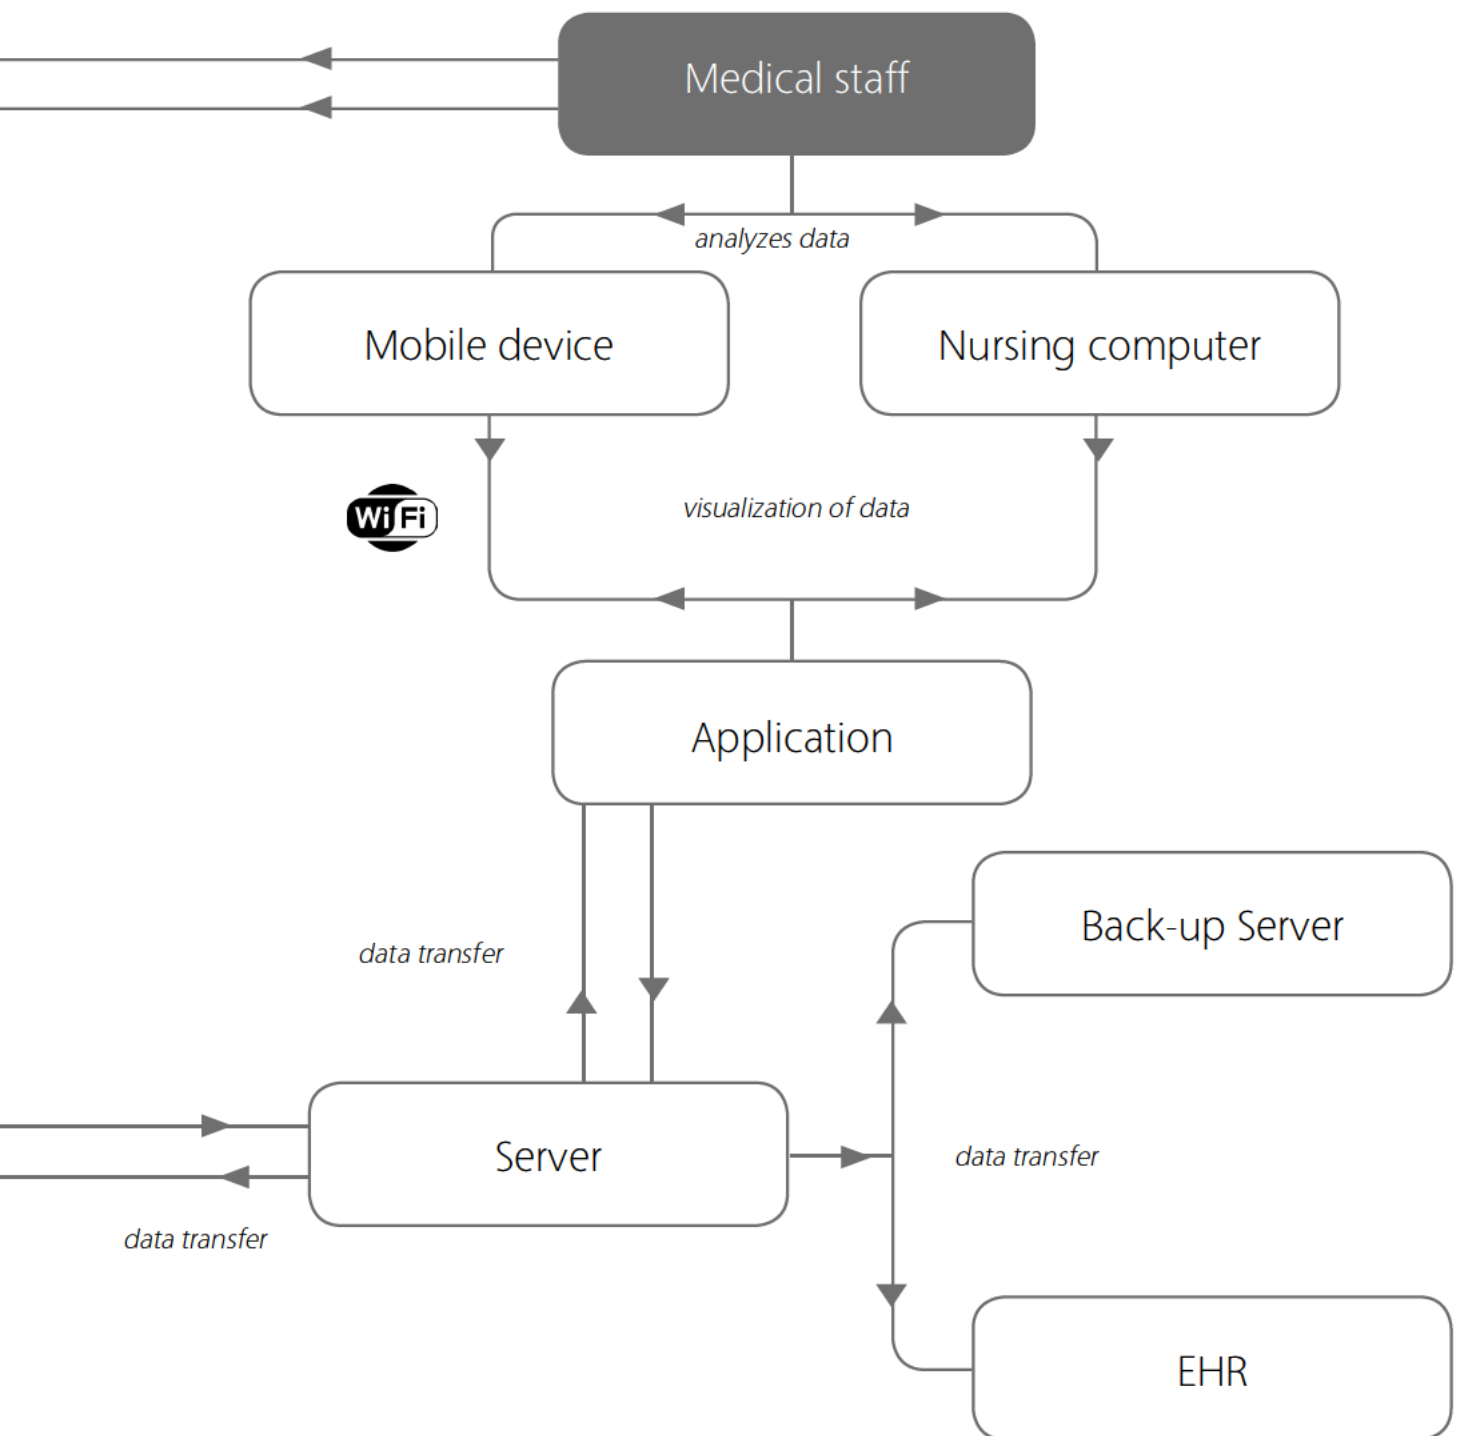 Medical staff
analyzes data
Mobile device
Nursing computer
WiFi
visualization of data
Application
Back-up Server
data transfer
Server
data transfer
data transfer
EHR